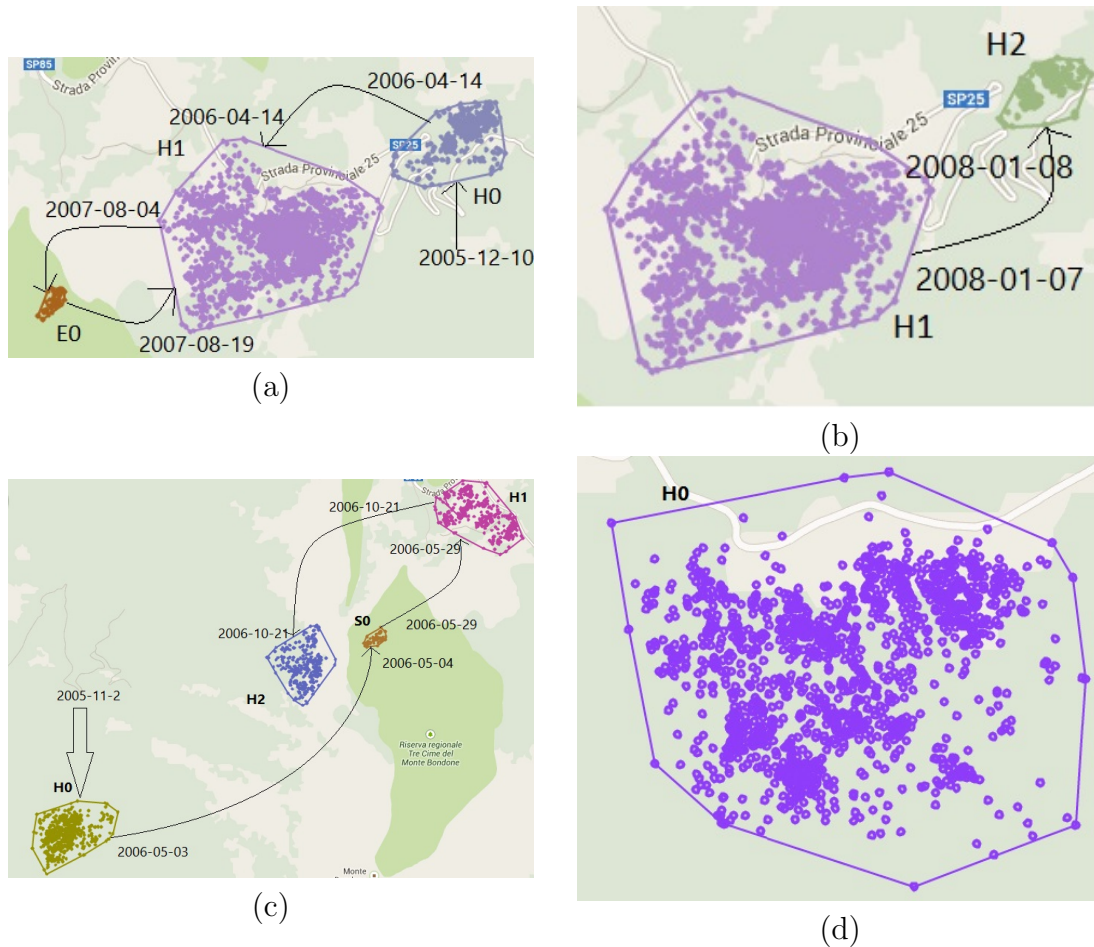 SP85
Strada Provi
2006-04-14
2006-04-14
H1
Strada Provinciale 25
SP25
H0
2007-08-04
2005-12-10
E0
2007-08-19
(a)
H2
SP25
Strada Provinciale 25
2008-01-08
2008-01-07
H1
(b)
Strada Pro
H1
2006-10-21
2006-05-29
S0
2006-05-29
2006-10-21
2006-05-04
H2
2005-11-2
Riserva regionale
Tre Cime del
Monte Bondone
H0
2006-05-03
Monte
(c)
H0
(d)